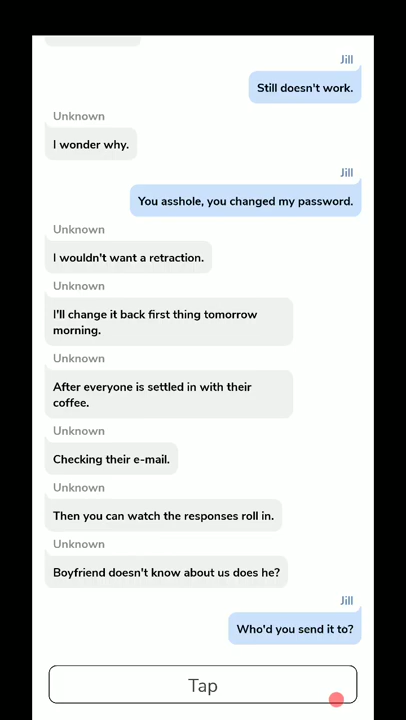 Jill
Still doesn't work.
Unknown
I wonder why.
Jill
You asshole, you changed my password.
Unknown
I wouldn't want a retraction.
Unknown
I'll change it back first thing tomorrow
morning.
Unknown
After everyone is settled in with their
coffee.
Unknown
Checking their e-mail.
Unknown
Then you can watch the responses roll in.
Unknown
Boyfriend doesn't know about us does he?
Jill
Who'd you send it to?
Tap